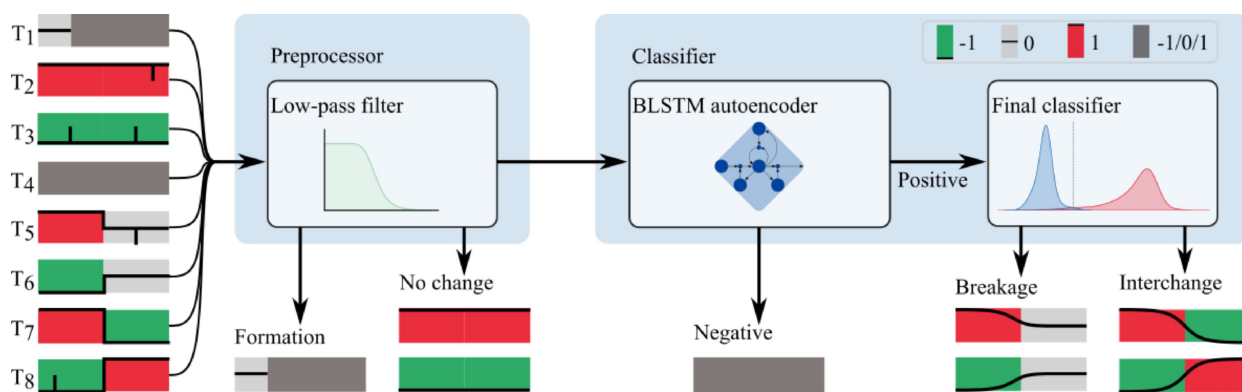 T1
T2
T3
T4
T5
T6
T7
T8
Preprocessor
Low-pass filter
Classifier
BLSTM autoencoder
-1
0
1
-1/0/1
Final classifier
Positive
Formation
No change
Negative
Breakage
Interchange